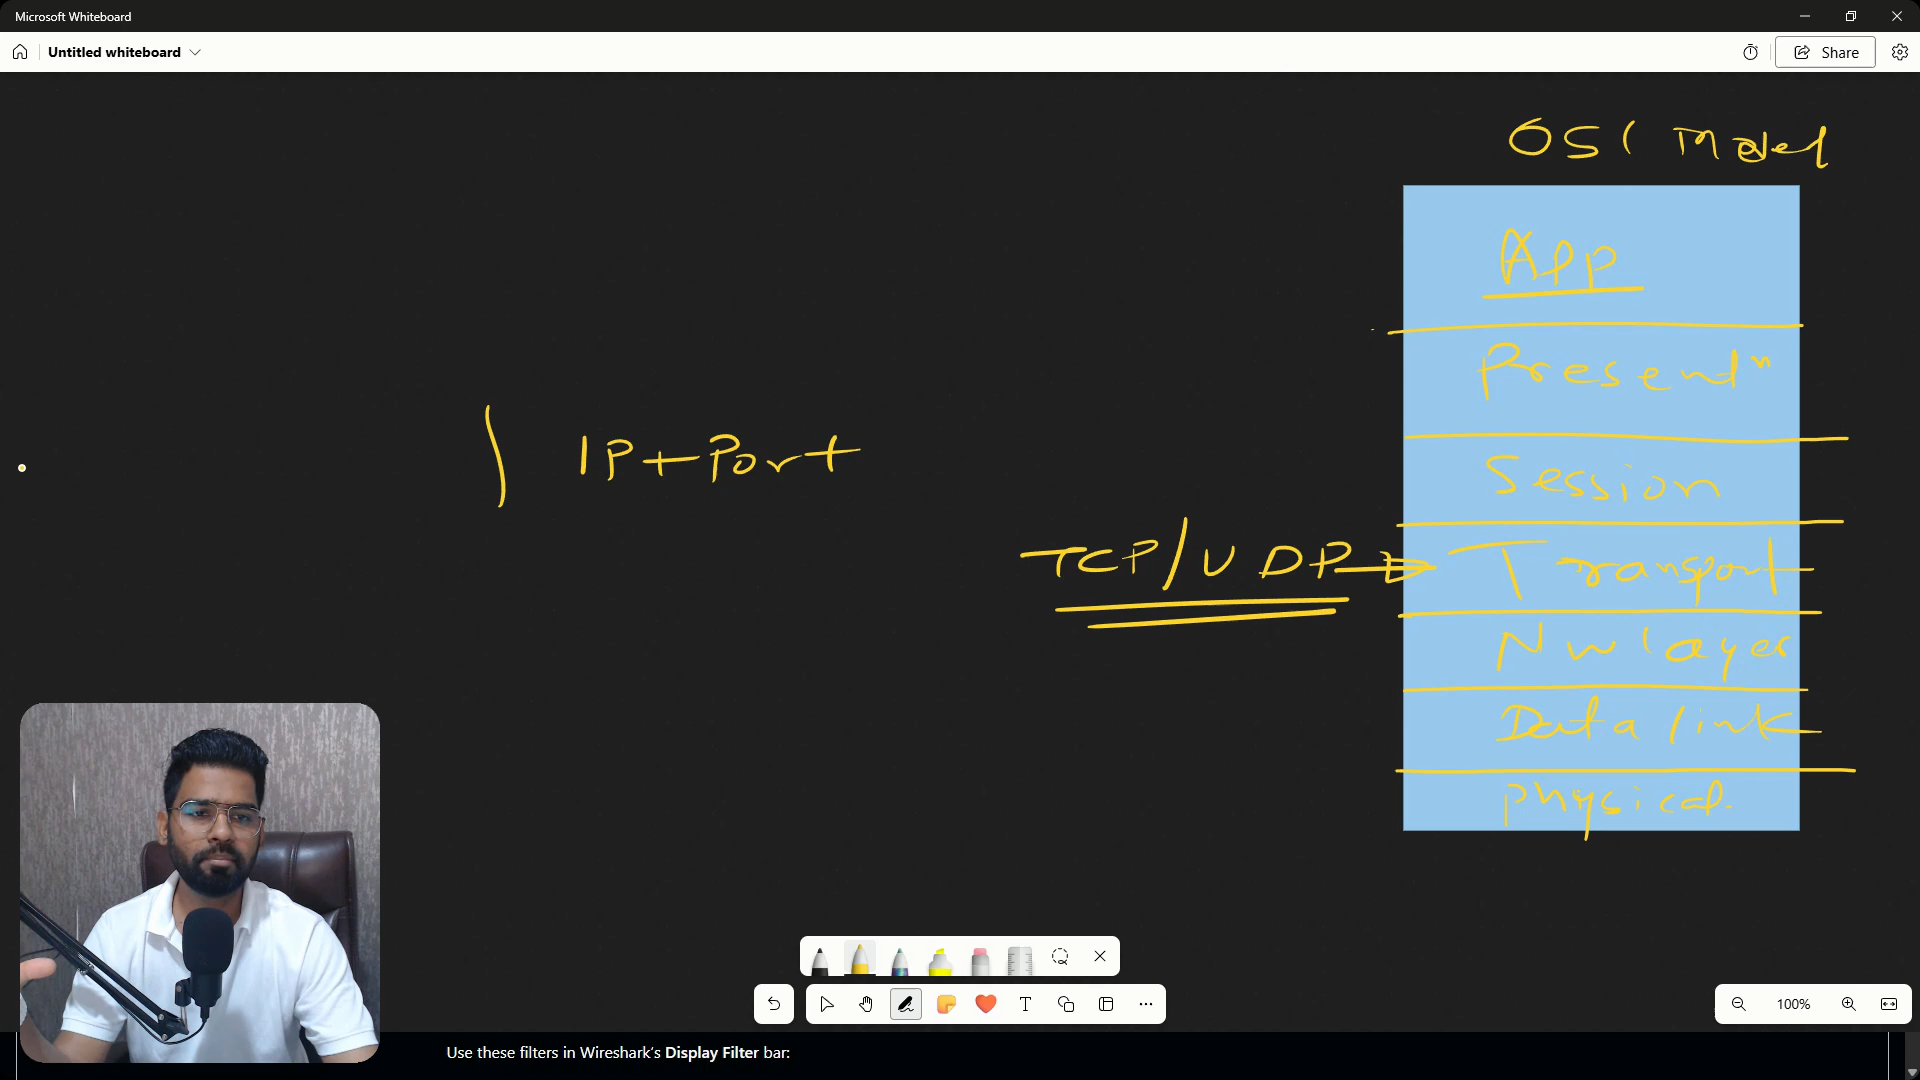 Microsoft Whiteboard
Untitled whiteboard
Share
OSI Model
App
Presentn
Session
IP+Port
TCP/UDP
Transport
Nw layer
Data link
Physical.
100%
Use these filters in Wireshark's Display Filter bar: